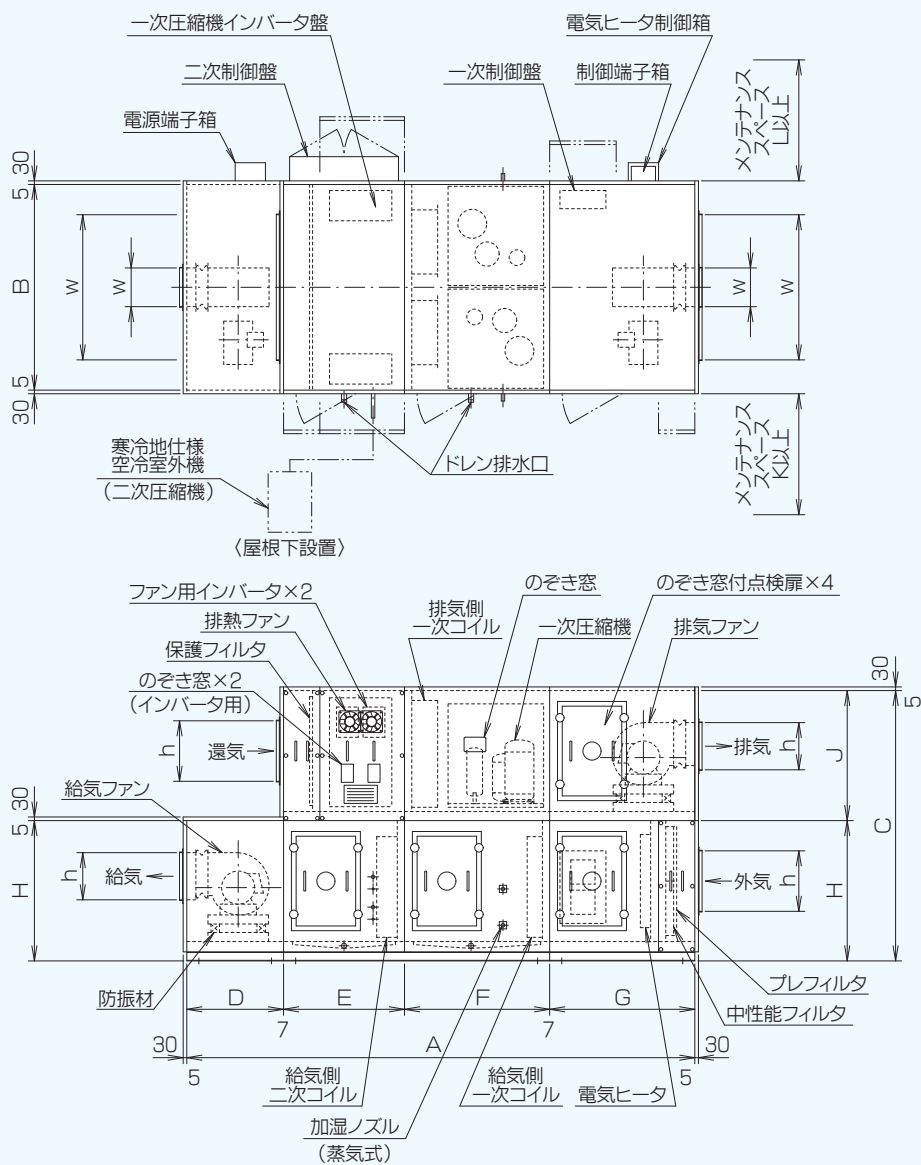 一次圧縮機インバータ盤
電気ヒータ制御箱
二次制御盤
一次制御盤
制御端子箱
電源端子箱
メンテナンス
スペース
L以上
30
5
B
w
w
w
w
5
30
寒冷地仕様
空冷室外機
(二次圧縮機)
〈屋根下設置〉
ドレン排水口
メンテナンス
スペース
K以上
ファン用インバータ×2
排熱ファン
保護フィルタ
のぞき窓×2
(インバータ用)
排気側
一次コイル
のぞき窓
一次圧縮機
のぞき窓付点検扉×4
排気ファン
30
5
h
還気
排気
h
J
C
給気ファン
30
5
H
h
給気
外気
h
H
防振材
D
E
F
G
プレフィルタ
中性能フィルタ
7
7
30
A
30
5
5
給気側
二次コイル
給気側
一次コイル
電気ヒータ
加湿ノズル
(蒸気式)